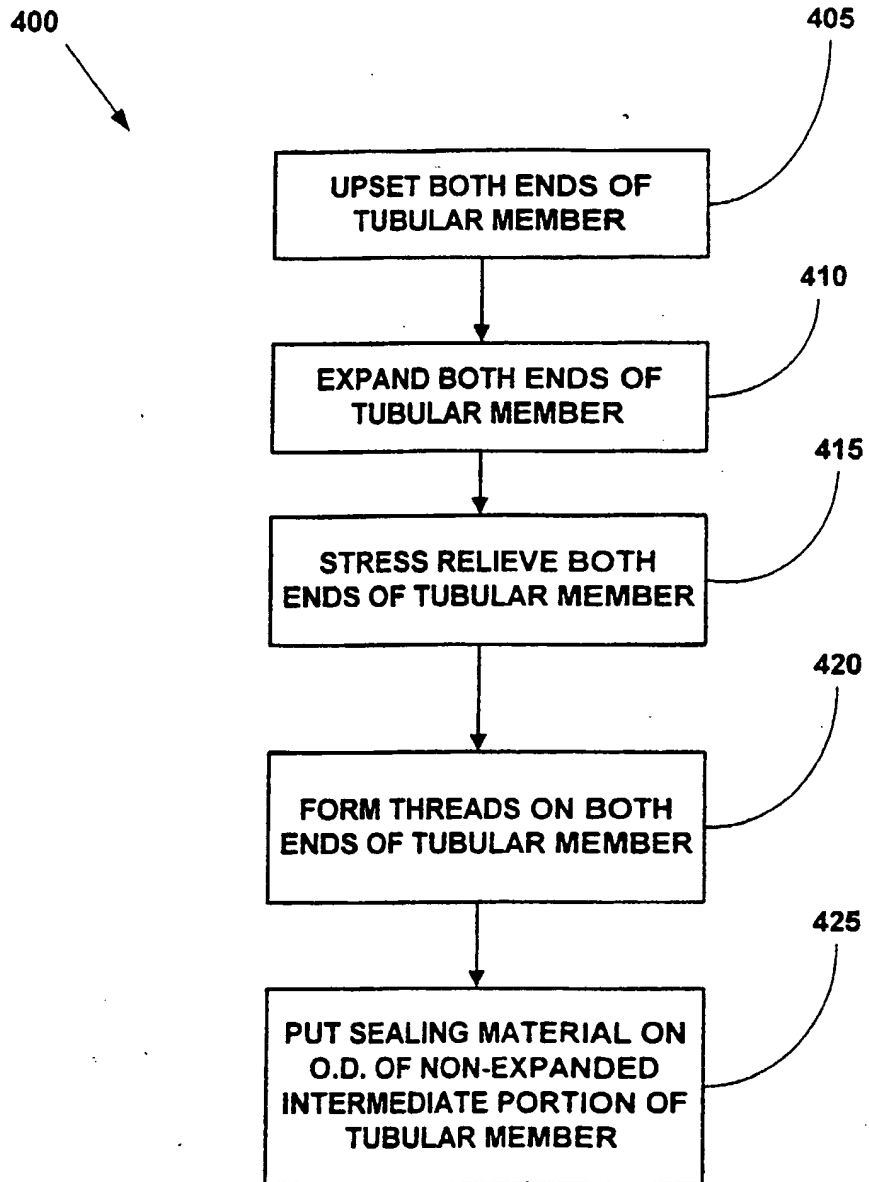 400
405
UPSET BOTH ENDS OF
TUBULAR MEMBER
410
EXPAND BOTH ENDS OF
TUBULAR MEMBER
415
STRESS RELIEVE BOTH
ENDS OF TUBULAR MEMBER
420
FORM THREADS ON BOTH
ENDS OF TUBULAR MEMBER
425
PUT SEALING MATERIAL ON
O.D. OF NON-EXPANDED
INTERMEDIATE PORTION OF
TUBULAR MEMBER